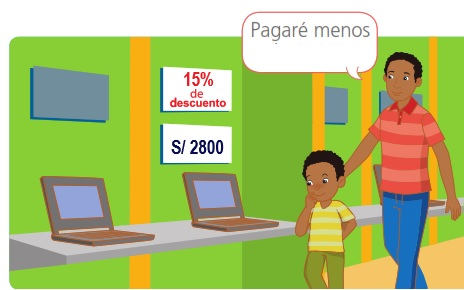 Pagaré menos
15%
de
descuento
S/ 2800